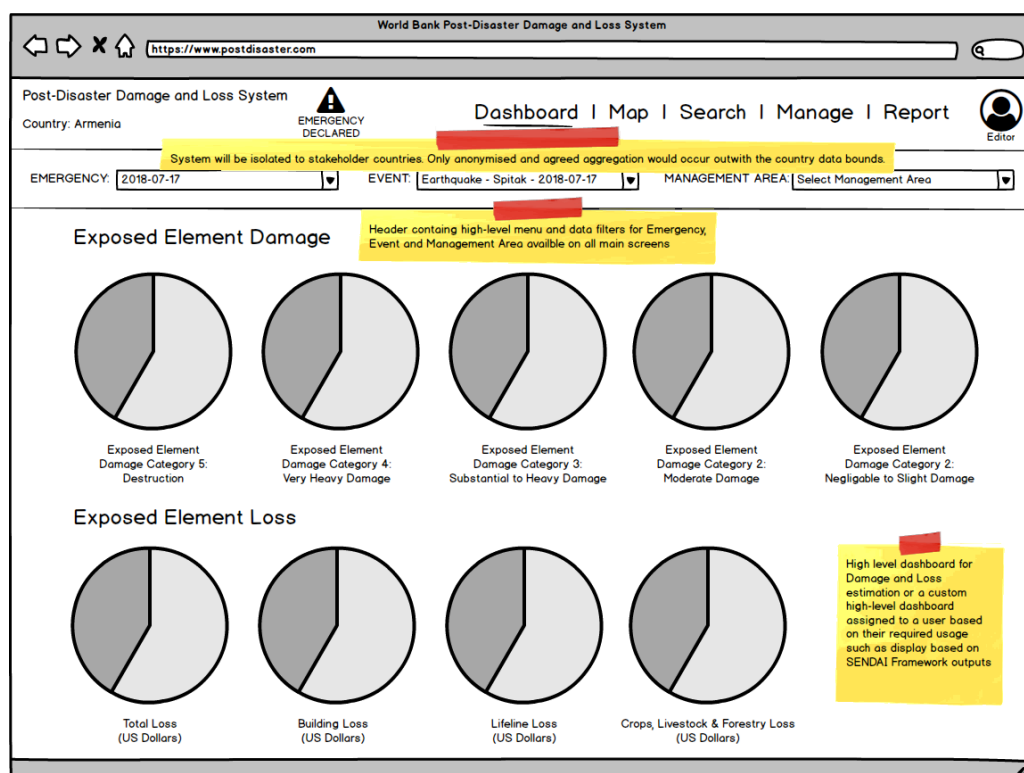 World Bank Post-Disaster Damage and Loss System
https://www.postdisaster.com
Post-Disaster Damage and Loss System
Country: Armenia
EMERGENCY
DECLARED
Dashboard | Map | Search | Manage | Report
Editor
System will be isolated to stakeholder countries. Only anonymised and agreed aggregation would occur outwith the country data bounds.
EMERGENCY: 2018-07-17
EVENT: Earthquake - Spitak - 2018-07-17
MANAGEMENT AREA: Select Management Area
Header containg high-level menu and data filters for Emergency,
Event and Management Area availble on all main screens
Exposed Element Damage
Exposed Element
Damage Category 5:
Destruction
Exposed Element
Damage Category 4:
Very Heavy Damage
Exposed Element
Damage Category 3:
Substantial to Heavy Damage
Exposed Element
Damage Category 2:
Moderate Damage
Exposed Element
Damage Category 2:
Negligable to Slight Damage
Exposed Element Loss
Total Loss
(US Dollars)
Building Loss
(US Dollars)
Lifeline Loss
(US Dollars)
Crops, Livestock & Forestry Loss
(US Dollars)
High level dashboard for
Damage and Loss
estimation or a custom
high-level dashboard
assigned to a user based
on their required usage
such as display based on
SENDAI Framework outputs